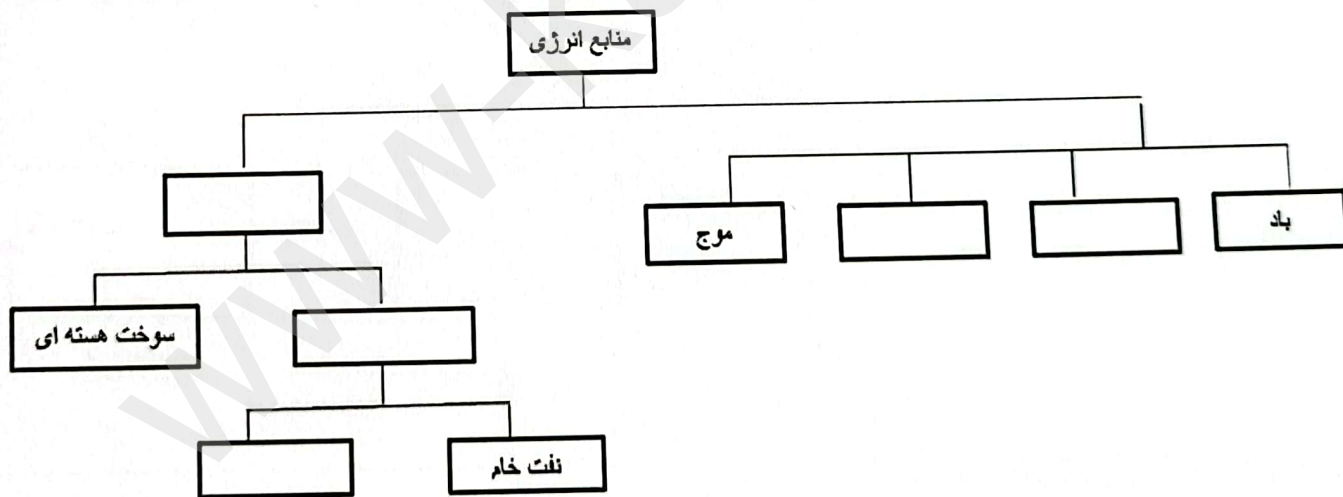 منابع انرژی
باد
موج
سوخت هسته ای
نفت خام